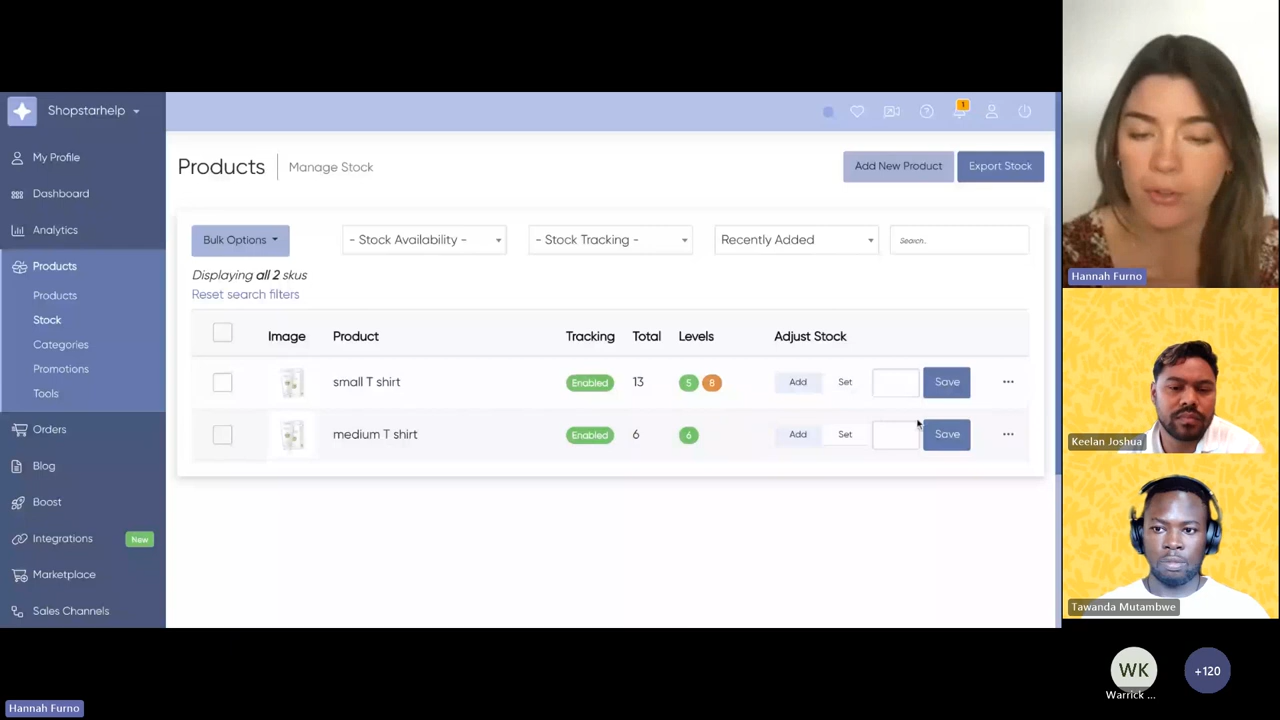 Shopstarhelp
My Profile
Dashboard
Analytics
Products
Products
Stock
Categories
Promotions
Tools
Orders
Blog
Boost
Integrations New
Marketplace
Sales Channels
1
Products Manage Stock
Add New Product Export Stock
Bulk Options - Stock Availability - - Stock Tracking - Recently Added Search..
Displaying all 2 skus
Reset search filters
Image Product Tracking Total Levels Adjust Stock
small T shirt Enabled 13 5 8 Add Set Save ...
medium T shirt Enabled 6 6 Add Set Save ...
Hannah Furno
Keelan Joshua
Tawanda Mutambwe
WK
Warrick ...
+120
Hannah Furno